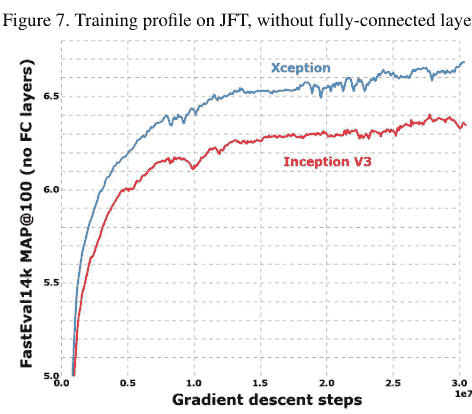 Figure 7. Training profile on JFT, without fully-connected laye
FastEval14k MAP@100 (no FC layers)
6.5
6.0
5.5
5.0
Xception
Inception V3
0.0 0.5 1.0 1.5 2.0 2.5 3.0
1e7
Gradient descent steps